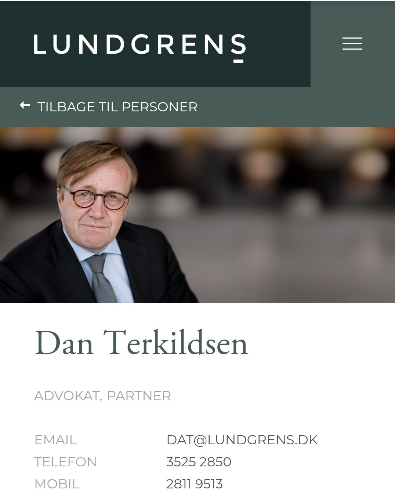 LUNDGRENS
← TILBAGE TIL PERSONER
Dan Terkildsen
ADVOKAT, PARTNER
EMAIL DAT@LUNDGRENS.DK
TELEFON 3525 2850
MOBIL 2811 9513